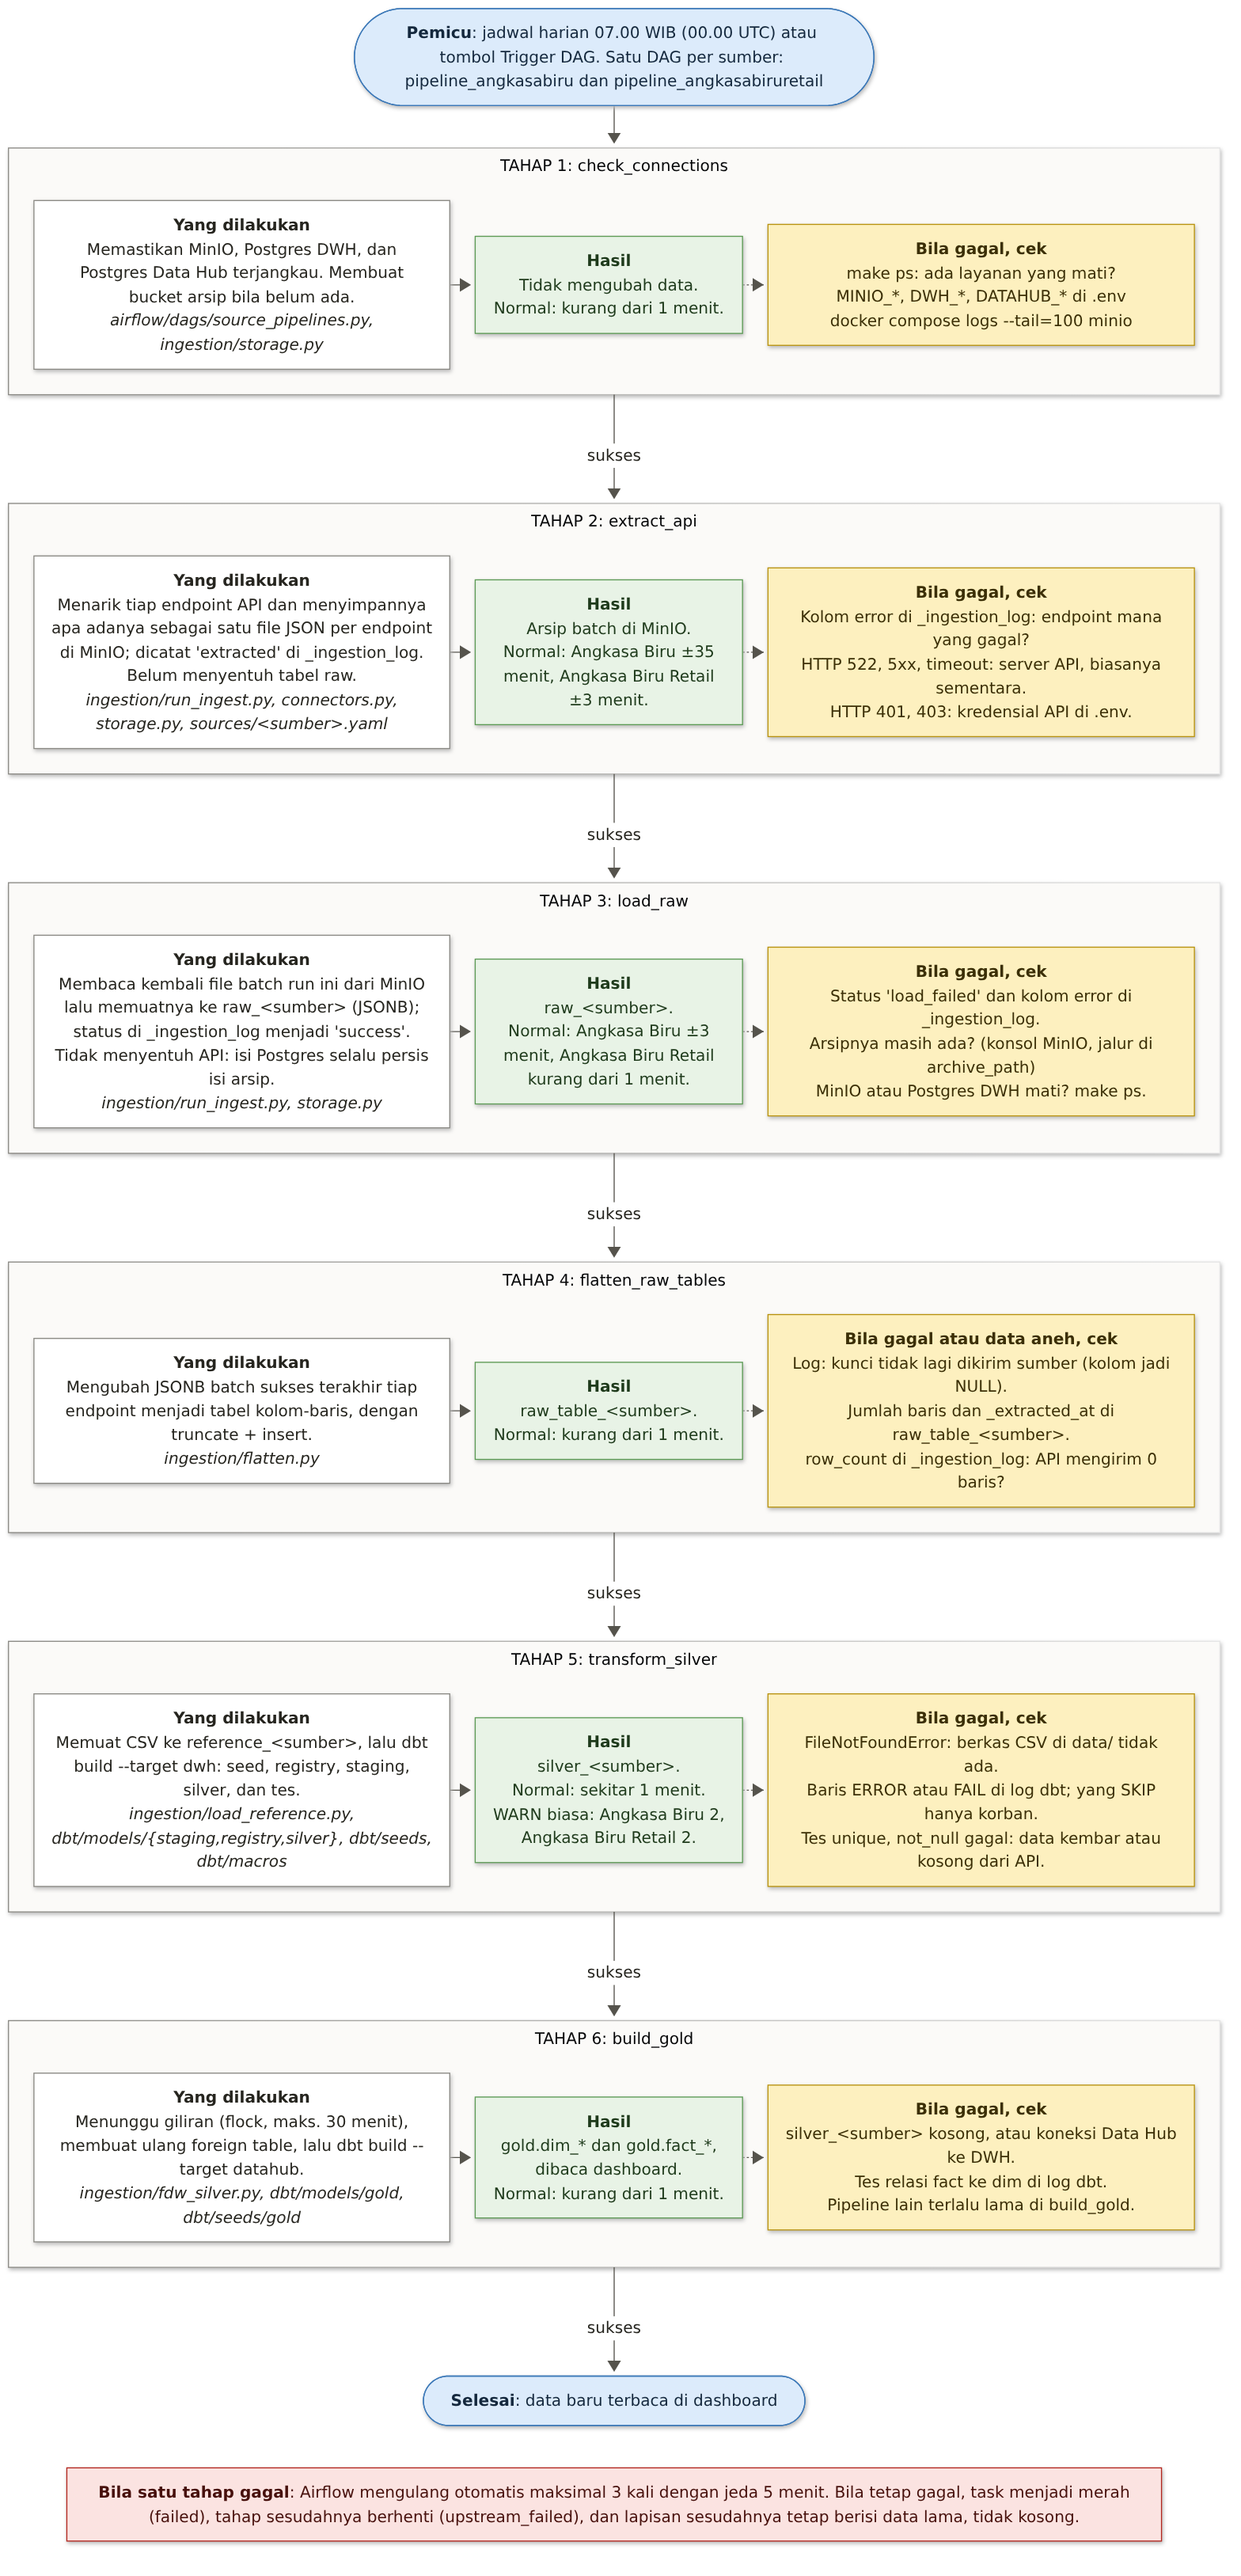 Pemicu: jadwal harian 07.00 WIB (00.00 UTC) atau
tombol Trigger DAG. Satu DAG per sumber:
pipeline_angkasabiru dan pipeline_angkasabiruretail
TAHAP 1: check_connections
Yang dilakukan
Memastikan MinIO, Postgres DWH, dan
Postgres Data Hub terjangkau. Membuat
bucket arsip bila belum ada.
airflow/dags/source_pipelines.py,
ingestion/storage.py
Hasil
Tidak mengubah data.
Normal: kurang dari 1 menit.
Bila gagal, cek
make ps: ada layanan yang mati?
MINIO_*, DWH_*, DATAHUB_* di .env
docker compose logs --tail=100 minio
sukses
TAHAP 2: extract_api
Yang dilakukan
Menarik tiap endpoint API dan menyimpannya
apa adanya sebagai satu file JSON per endpoint
di MinIO; dicatat 'extracted' di _ingestion_log.
Belum menyentuh tabel raw.
ingestion/run_ingest.py, connectors.py,
storage.py, sources/<sumber>.yaml
Hasil
Arsip batch di MinIO.
Normal: Angkasa Biru ±35
menit, Angkasa Biru Retail
±3 menit.
Bila gagal, cek
Kolom error di _ingestion_log: endpoint mana
yang gagal?
HTTP 522, 5xx, timeout: server API, biasanya
sementara.
HTTP 401, 403: kredensial API di .env.
sukses
TAHAP 3: load_raw
Yang dilakukan
Membaca kembali file batch run ini dari MinIO
lalu memuatnya ke raw_<sumber> (JSONB);
status di _ingestion_log menjadi 'success'.
Tidak menyentuh API: isi Postgres selalu persis
isi arsip.
ingestion/run_ingest.py, storage.py
Hasil
raw_<sumber>.
Normal: Angkasa Biru ±3
menit, Angkasa Biru Retail
kurang dari 1 menit.
Bila gagal, cek
Status 'load_failed' dan kolom error di
_ingestion_log.
Arsipnya masih ada? (konsol MinIO, jalur di
archive_path)
MinIO atau Postgres DWH mati? make ps.
sukses
TAHAP 4: flatten_raw_tables
Yang dilakukan
Mengubah JSONB batch sukses terakhir tiap
endpoint menjadi tabel kolom-baris, dengan
truncate + insert.
ingestion/flatten.py
Hasil
raw_table_<sumber>.
Normal: kurang dari 1 menit.
Bila gagal atau data aneh, cek
Log: kunci tidak lagi dikirim sumber (kolom jadi
NULL).
Jumlah baris dan _extracted_at di
raw_table_<sumber>.
row_count di _ingestion_log: API mengirim 0
baris?
sukses
TAHAP 5: transform_silver
Yang dilakukan
Memuat CSV ke reference_<sumber>, lalu dbt
build --target dwh: seed, registry, staging,
silver, dan tes.
ingestion/load_reference.py,
dbt/models/{staging,registry,silver}, dbt/seeds,
dbt/macros
Hasil
silver_<sumber>.
Normal: sekitar 1 menit.
WARN biasa: Angkasa Biru 2,
Angkasa Biru Retail 2.
Bila gagal, cek
FileNotFoundError: berkas CSV di data/ tidak
ada.
Baris ERROR atau FAIL di log dbt; yang SKIP
hanya korban.
Tes unique, not_null gagal: data kembar atau
kosong dari API.
sukses
TAHAP 6: build_gold
Yang dilakukan
Menunggu giliran (flock, maks. 30 menit),
membuat ulang foreign table, lalu dbt build --
target datahub.
ingestion/fdw_silver.py, dbt/models/gold,
dbt/seeds/gold
Hasil
gold.dim_* dan gold.fact_*,
dibaca dashboard.
Normal: kurang dari 1 menit.
Bila gagal, cek
silver_<sumber> kosong, atau koneksi Data Hub
ke DWH.
Tes relasi fact ke dim di log dbt.
Pipeline lain terlalu lama di build_gold.
sukses
Selesai: data baru terbaca di dashboard
Bila satu tahap gagal: Airflow mengulang otomatis maksimal 3 kali dengan jeda 5 menit. Bila tetap gagal, task menjadi merah
(failed), tahap sesudahnya berhenti (upstream_failed), dan lapisan sesudahnya tetap berisi data lama, tidak kosong.